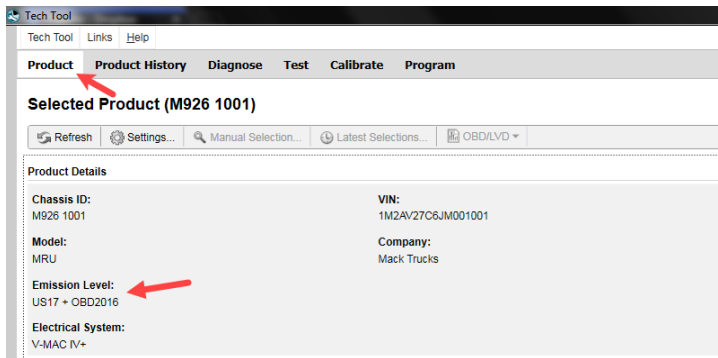 Tech Tool
Tech Tool Links Help
Product Product History Diagnose Test Calibrate Program
Selected Product (M926 1001)
Refresh Settings... Manual Selection... Latest Selections... OBD/LVD
Product Details
Chassis ID: VIN:
M926 1001 1M2AV27C6JM001001
Model: Company:
MRU Mack Trucks
Emission Level:
US17 + OBD2016
Electrical System:
V-MAC IV+